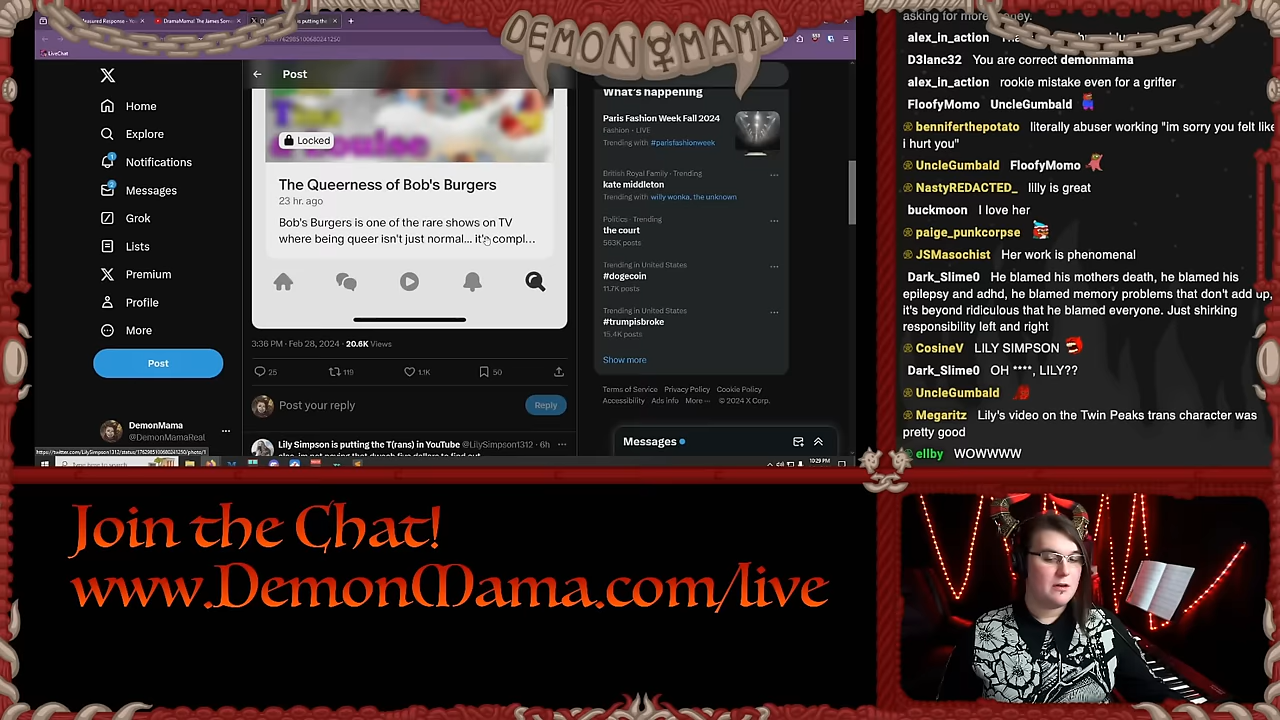 DEMON MAMA
LiveChat
Home
Explore
Notifications
Messages
Grok
Lists
Premium
Profile
More
Post
DemonMama
@DemonMamaReal
Post
Locked
The Queerness of Bob's Burgers
23 hr. ago
Bob's Burgers is one of the rare shows on TV
where being queer isn't just normal... it's compl...
3:36 PM · Feb 28, 2024 · 20.6K Views
25
119
1.1K
50
Post your reply
Reply
Lily Simpson is putting the T(rans) in YouTube @LilySimpson1312 · 6h
What's happening
Paris Fashion Week Fall 2024
Fashion · LIVE
Trending with #parisfashionweek
British Royal Family · Trending
kate middleton
Trending with willy wonka, the unknown
Politics · Trending
the court
563K posts
Trending in United States
#dogecoin
11.7K posts
Trending in United States
#trumpisbroke
15.4K posts
Show more
Terms of Service Privacy Policy Cookie Policy
Accessibility Ads info More ··· © 2024 X Corp.
Messages
10:29 PM
asking for more money.
alex_in_action
D3lanc32 You are correct demonmama
alex_in_action rookie mistake even for a grifter
FloofyMomo UncleGumbald
benniferthepotato literally abuser working "im sorry you felt like
i hurt you"
UncleGumbald FloofyMomo
NastyREDACTED_ lilly is great
buckmoon I love her
paige_punkcorpse
JSMasochist Her work is phenomenal
Dark_Slime0 He blamed his mothers death, he blamed his
epilepsy and adhd, he blamed memory problems that don't add up,
it's beyond ridiculous that he blamed everyone. Just shirking
responsibility left and right
CosineV LILY SIMPSON
Dark_Slime0 OH ****, LILY??
UncleGumbald
Megaritz Lily's video on the Twin Peaks trans character was
pretty good
ellby WOWWWW
Join the Chat!
www.DemonMama.com/live